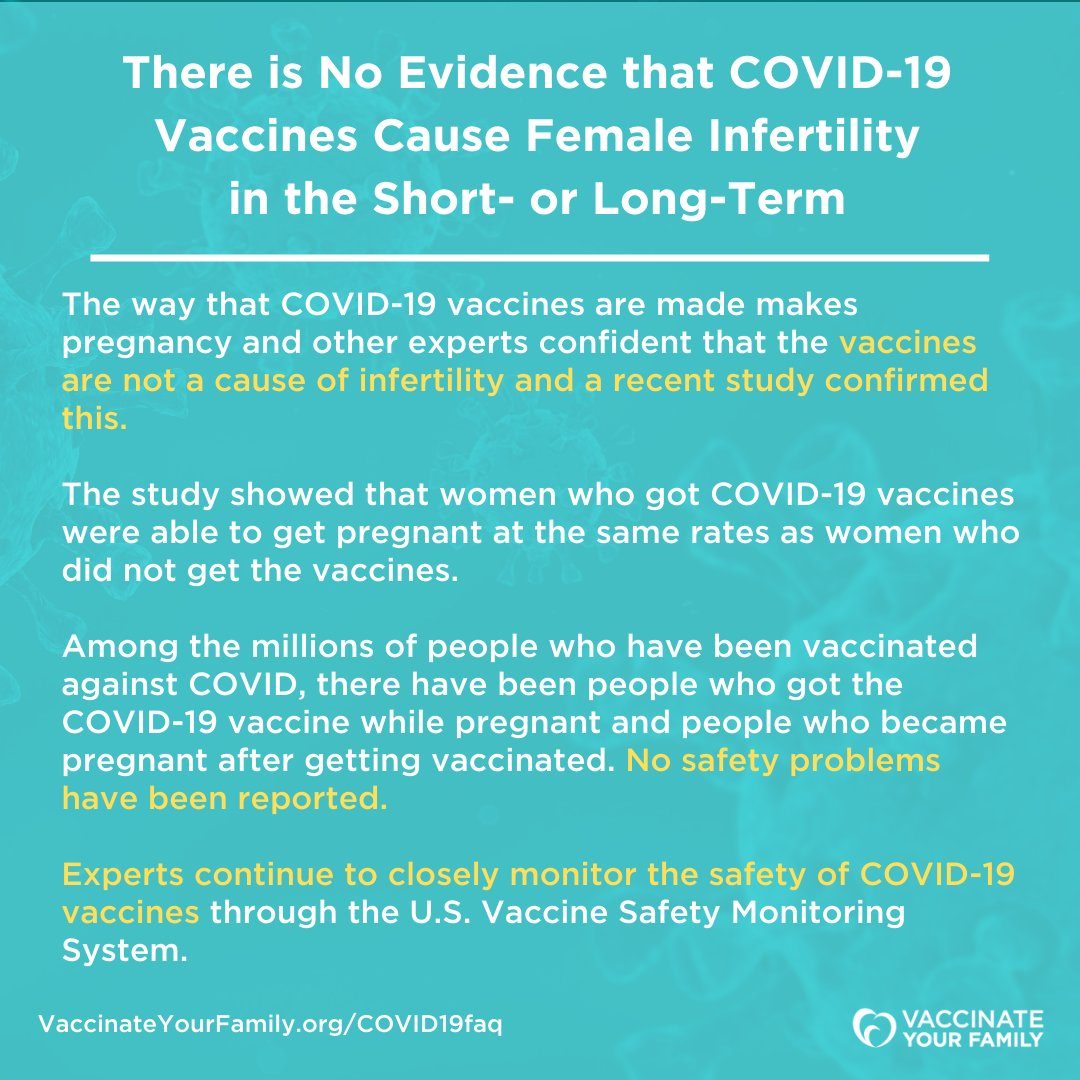 There is No Evidence that COVID-19
Vaccines Cause Female Infertility
in the Short- or Long-Term
The way that COVID-19 vaccines are made makes
pregnancy and other experts confident that the vaccines
are not a cause of infertility and a recent study confirmed
this.
The study showed that women who got COVID-19 vaccines
were able to get pregnant at the same rates as women who
did not get the vaccines.
Among the millions of people who have been vaccinated
against COVID, there have been people who got the
COVID-19 vaccine while pregnant and people who became
pregnant after getting vaccinated. No safety problems
have been reported.
Experts continue to closely monitor the safety of COVID-19
vaccines through the U.S. Vaccine Safety Monitoring
System.
VaccinateYourFamily.org/COVID19faq
VACCINATE
YOUR FAMILY